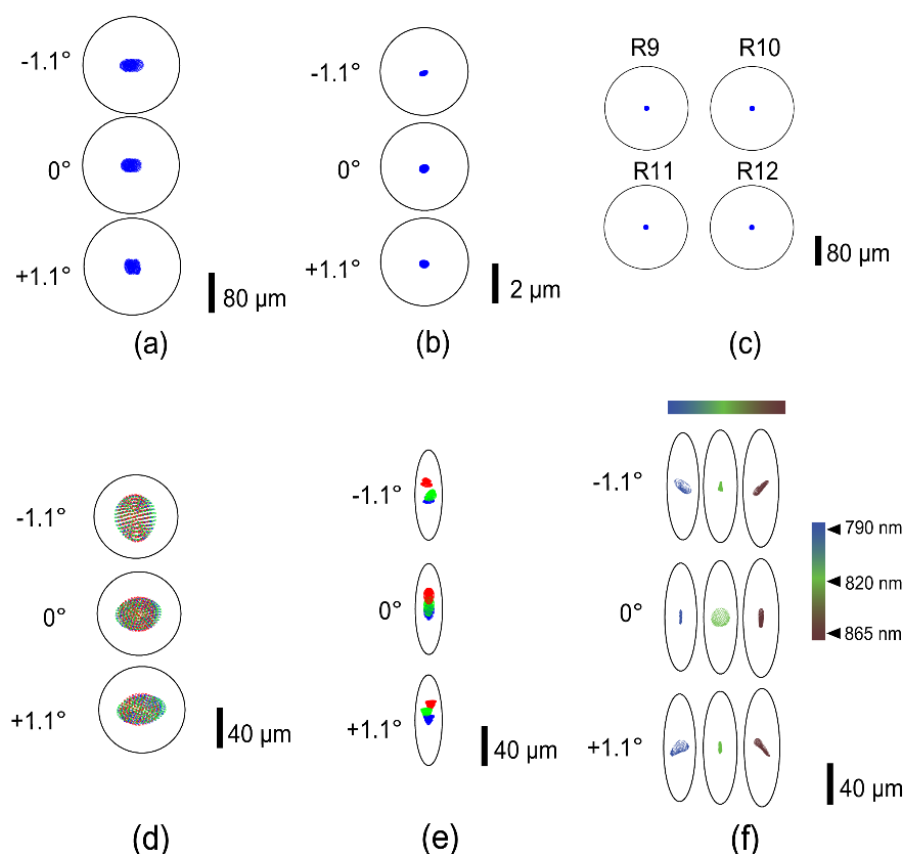 -1.1°
0°
+1.1°
80 µm
(a)
-1.1°
0°
+1.1°
2 µm
(b)
R9 R10
R11 R12
80 µm
(c)
-1.1°
0°
+1.1°
40 µm
(d)
-1.1°
0°
+1.1°
40 µm
(e)
-1.1°
0°
+1.1°
790 nm
820 nm
865 nm
40 µm
(f)